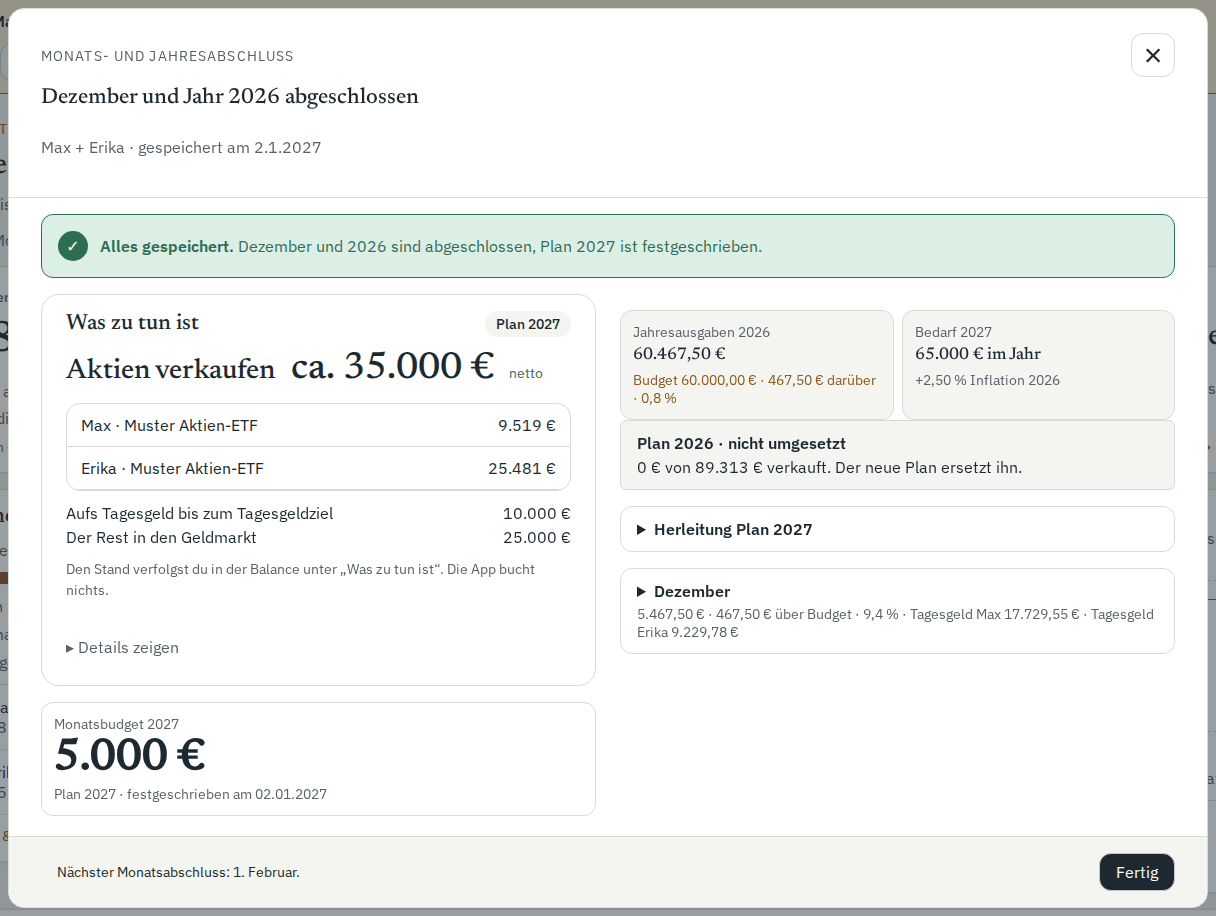 MONATS- UND JAHRESABSCHLUSS
Dezember und Jahr 2026 abgeschlossen
Max + Erika · gespeichert am 2.1.2027
✓ Alles gespeichert. Dezember und 2026 sind abgeschlossen, Plan 2027 ist festgeschrieben.
Was zu tun ist
Plan 2027
Aktien verkaufen ca. 35.000 € netto
Max · Muster Aktien-ETF 9.519 €
Erika · Muster Aktien-ETF 25.481 €
Aufs Tagesgeld bis zum Tagesgeldziel 10.000 €
Der Rest in den Geldmarkt 25.000 €
Den Stand verfolgst du in der Balance unter „Was zu tun ist“. Die App bucht
nichts.
▸ Details zeigen
Monatsbudget 2027
5.000 €
Plan 2027 · festgeschrieben am 02.01.2027
Jahresausgaben 2026
60.467,50 €
Budget 60.000,00 € · 467,50 € darüber
· 0,8 %
Bedarf 2027
65.000 € im Jahr
+2,50 % Inflation 2026
Plan 2026 · nicht umgesetzt
0 € von 89.313 € verkauft. Der neue Plan ersetzt ihn.
▶ Herleitung Plan 2027
▶ Dezember
5.467,50 € · 467,50 € über Budget · 9,4 % · Tagesgeld Max 17.729,55 € · Tagesgeld
Erika 9.229,78 €
Nächster Monatsabschluss: 1. Februar.
Fertig